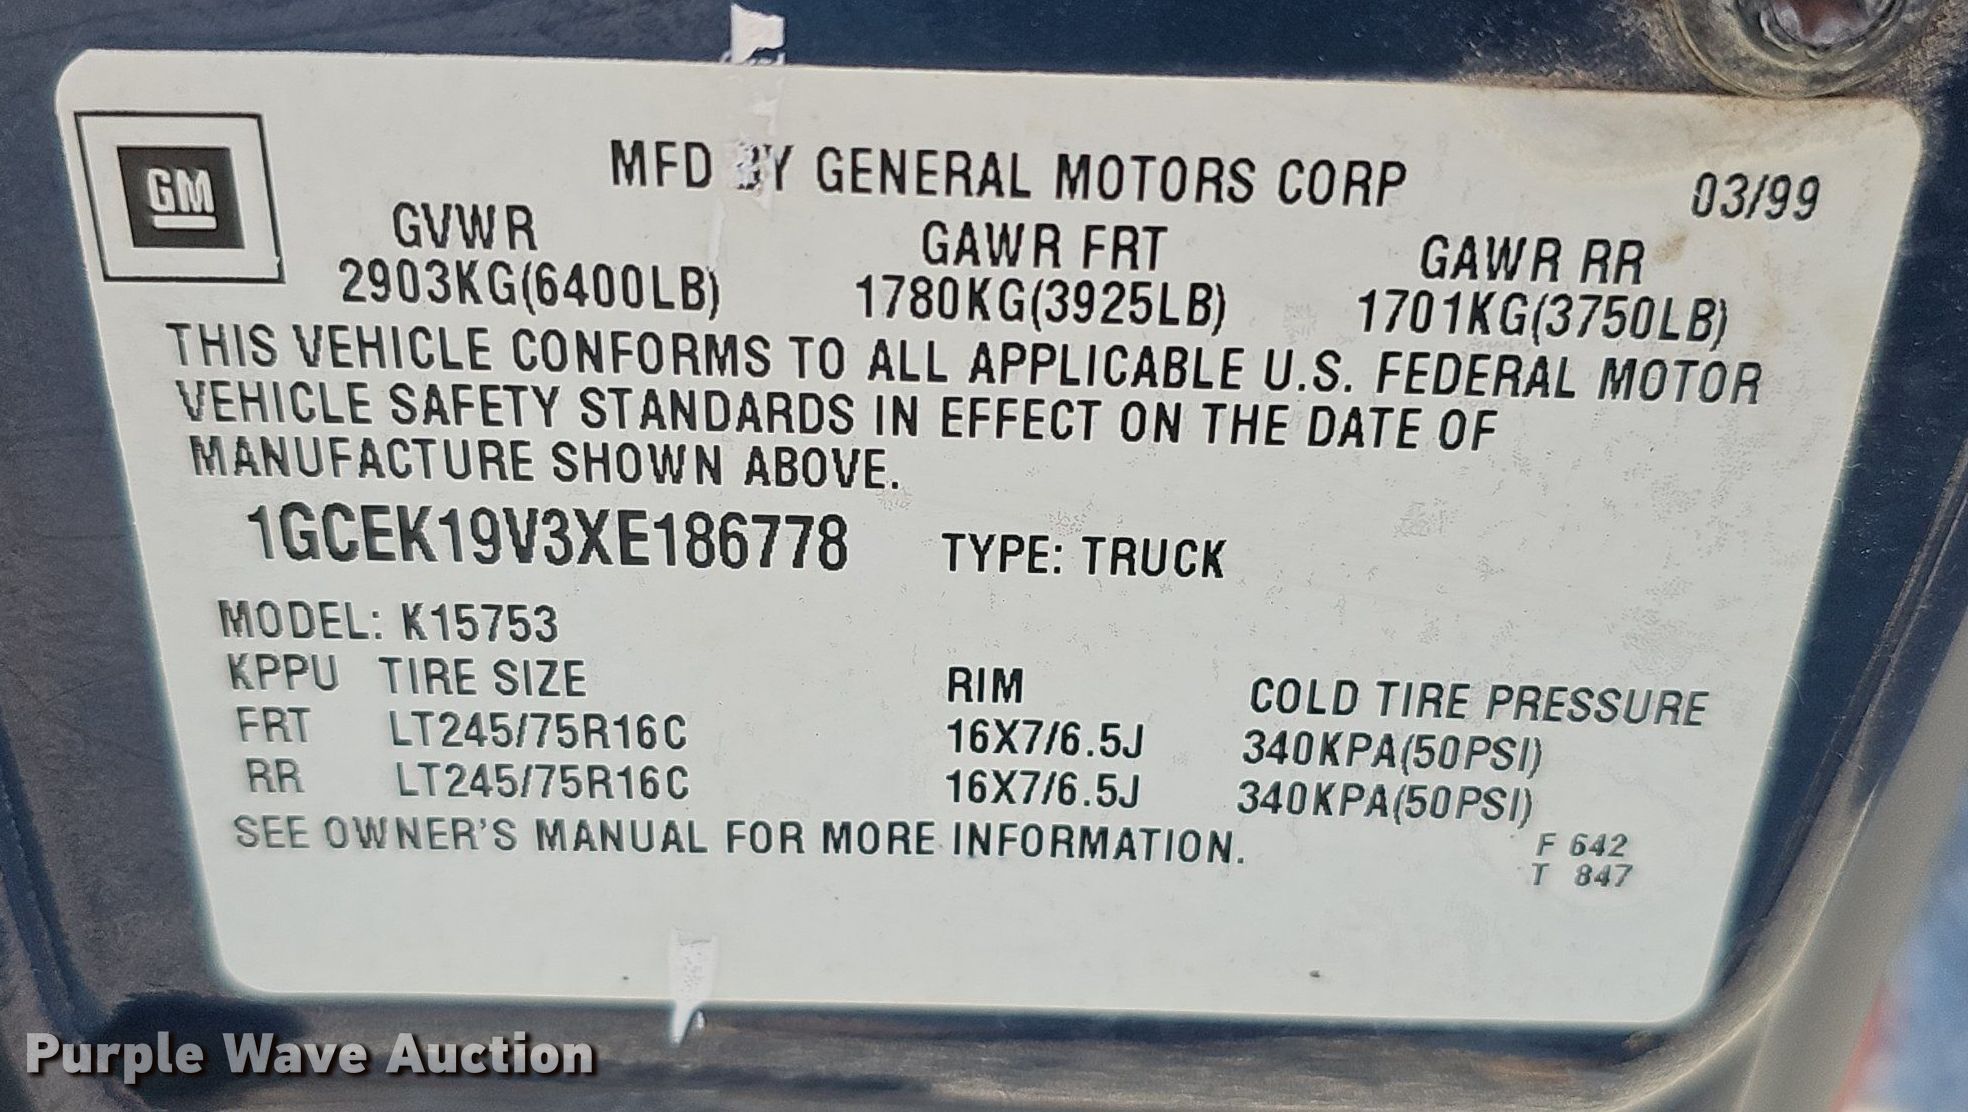 GM
MFD BY GENERAL MOTORS CORP 03/99
GVWR GAWR FRT GAWR RR
2903KG(6400LB) 1780KG(3925LB) 1701KG(3750LB)
THIS VEHICLE CONFORMS TO ALL APPLICABLE U.S. FEDERAL MOTOR
VEHICLE SAFETY STANDARDS IN EFFECT ON THE DATE OF
MANUFACTURE SHOWN ABOVE.
1GCEK19V3XE186778 TYPE: TRUCK
MODEL: K15753
KPPU TIRE SIZE RIM COLD TIRE PRESSURE
FRT LT245/75R16C 16X7/6.5J 340KPA(50PSI)
RR LT245/75R16C 16X7/6.5J 340KPA(50PSI)
SEE OWNER'S MANUAL FOR MORE INFORMATION.
F 642
T 847
Purple Wave Auction